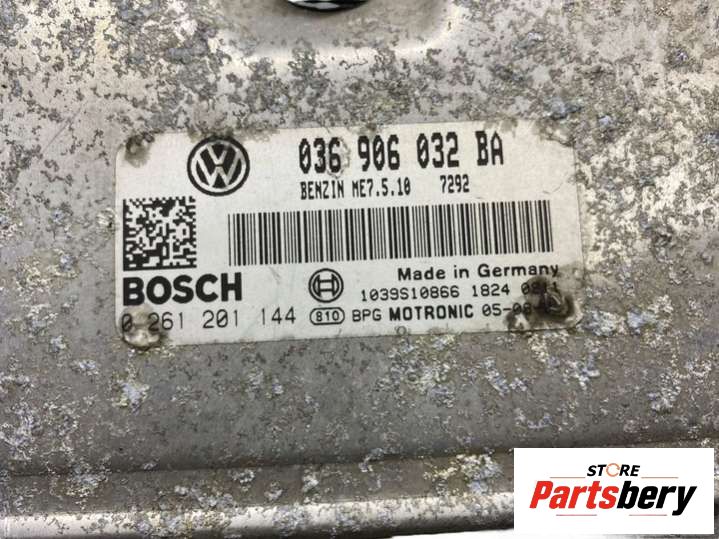 036 906 032 BA
BENZIN ME7.5.10 7292
Made in Germany
BOSCH
1039S10866 1824
0 261 201 144 810 BPG MOTRONIC
STORE
Partsbery